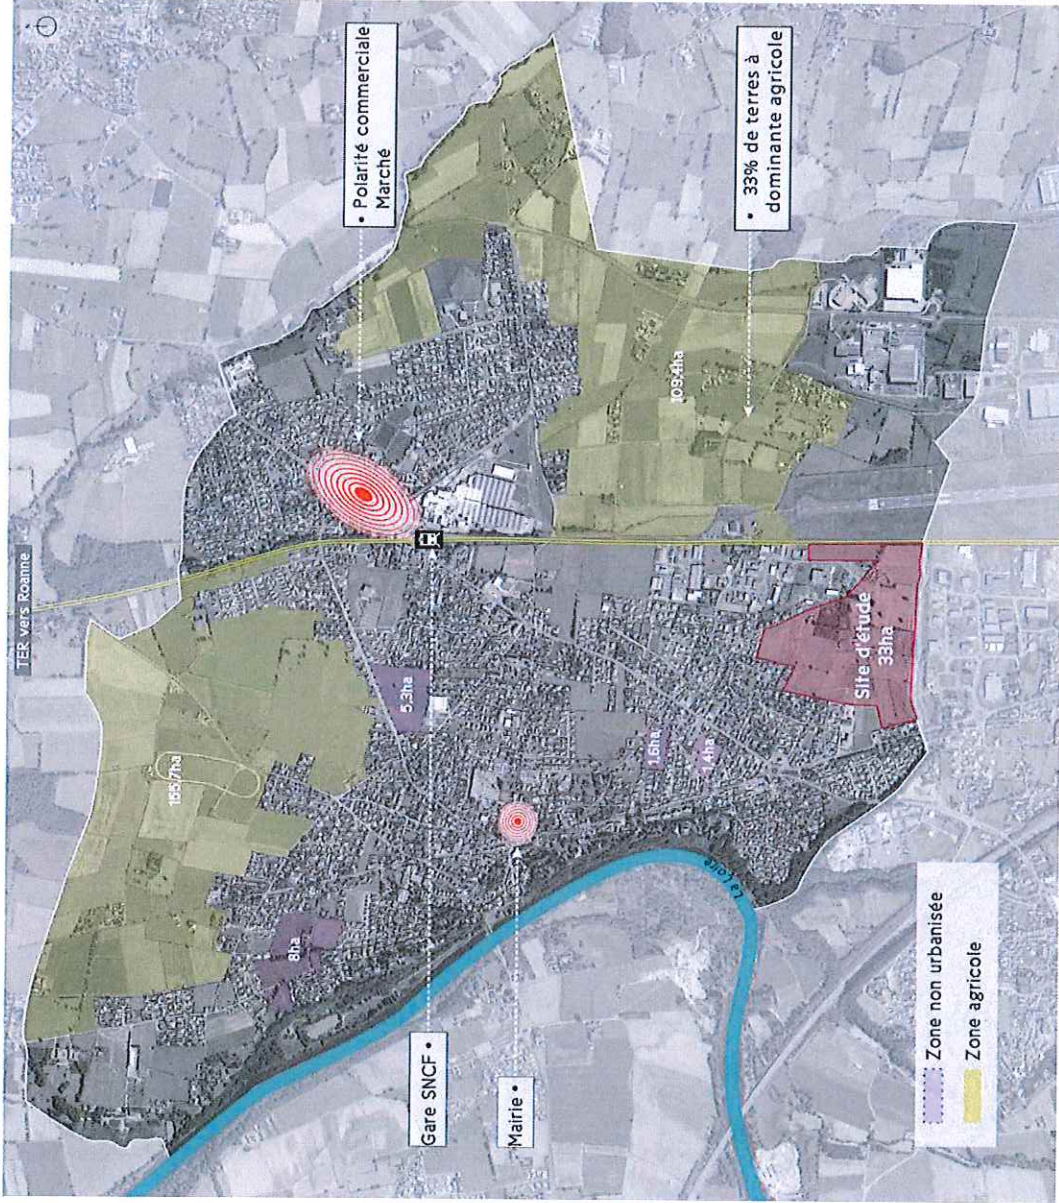 TER vers Roanne
• Polarité commerciale
Marché
155.7ha
5.3ha
8ha
109.4ha
• 33% de terres à
dominante agricole
1.6ha
1.4ha
Site d'étude
33ha
La Loire
Gare SNCF •
Mairie •
Zone non urbanisée
Zone agricole